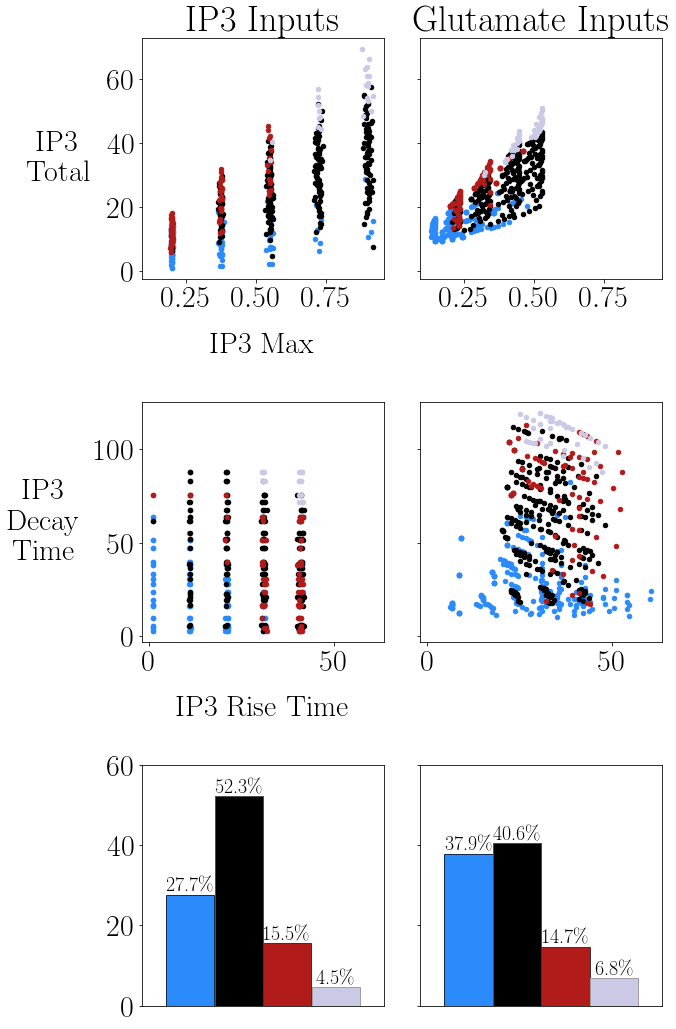 IP3 Inputs
Glutamate Inputs
IP3
Total
60
40
20
0
0.25 0.50 0.75
0.25 0.50 0.75
IP3 Max
IP3
Decay
Time
100
50
0
0 50
0 50
IP3 Rise Time
60
40
20
0
27.7%
52.3%
15.5%
4.5%
37.9%
40.6%
14.7%
6.8%